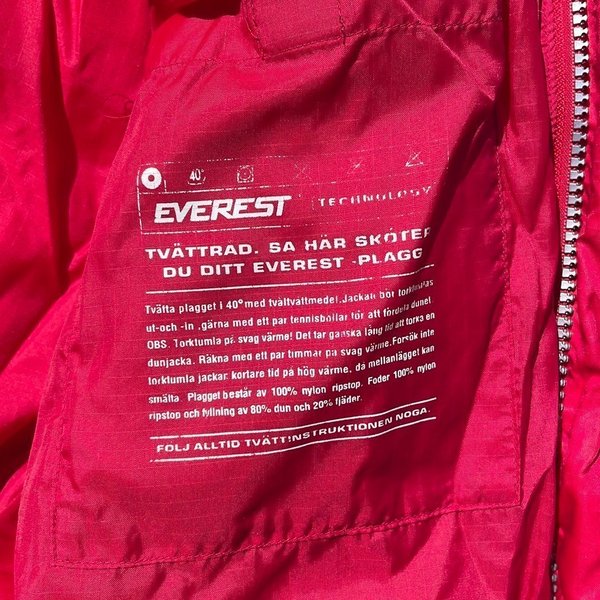 40°
EVEREST TECHNOLOGY
TVÄTTRAD. SA HÄR SKÖTER
DU DITT EVEREST -PLAGG
Tvätta plagget i 40° med tvältvättmedel. Jackan bör torktumlas
ut-och -in .gärna med ett par tennisbollar för att fördela dunet.
OBS. Torktumla på svag värme! Det tar ganska lång tid att torka en
dunjacka. Räkna med ett par timmar på svag värme. Försök inte
torktumla jackar. kortare tid på hög värme, da mellanlägget kan
smälta. Plagget består av 100% nylon ripstop. Foder 100% nylon
ripstop och fyllning av 80% dun och 20% fjäder.
FÖLJ ALLTID TVÄTTINSTRUKTIONEN NOGA.